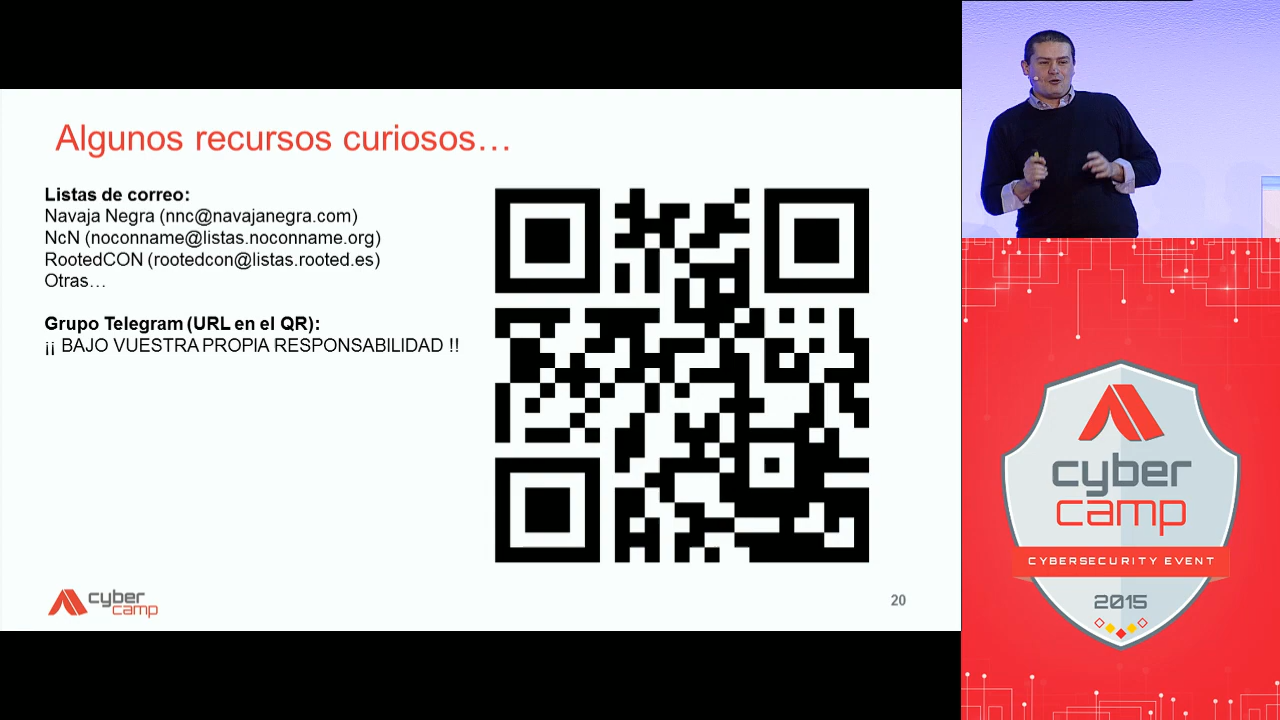 Algunos recursos curiosos…
Listas de correo:
Navaja Negra (nnc@navajanegra.com)
NcN (noconname@listas.noconname.org)
RootedCON (rootedcon@listas.rooted.es)
Otras…
Grupo Telegram (URL en el QR):
¡¡ BAJO VUESTRA PROPIA RESPONSABILIDAD !!
cyber
camp
20
cyber
camp
CYBERSECURITY EVENT
2015